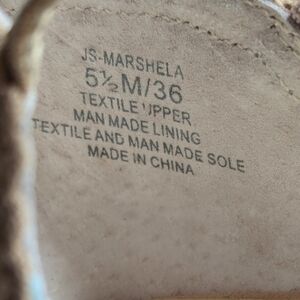 JS-MARSHELA
5½M/36
TEXTILE UPPER
MAN MADE LINING
TEXTILE AND MAN MADE SOLE
MADE IN CHINA